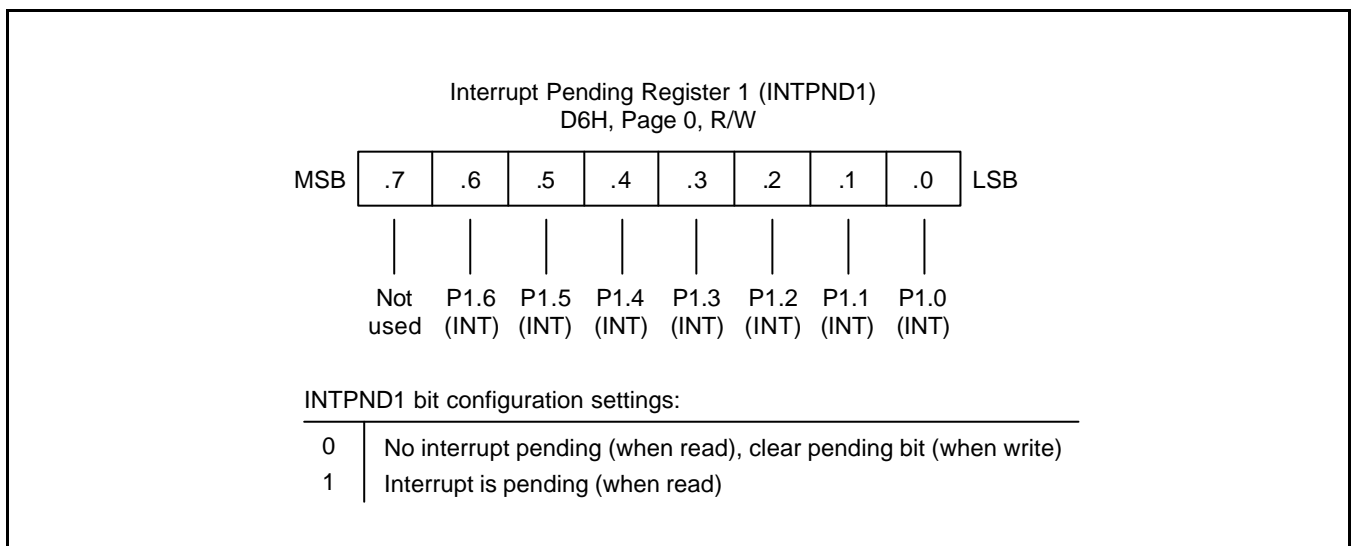 Interrupt Pending Register 1 (INTPND1)
D6H, Page 0, R/W
MSB .7 .6 .5 .4 .3 .2 .1 .0 LSB
Not used P1.6 (INT) P1.5 (INT) P1.4 (INT) P1.3 (INT) P1.2 (INT) P1.1 (INT) P1.0 (INT)
INTPND1 bit configuration settings:
0 No interrupt pending (when read), clear pending bit (when write)
1 Interrupt is pending (when read)